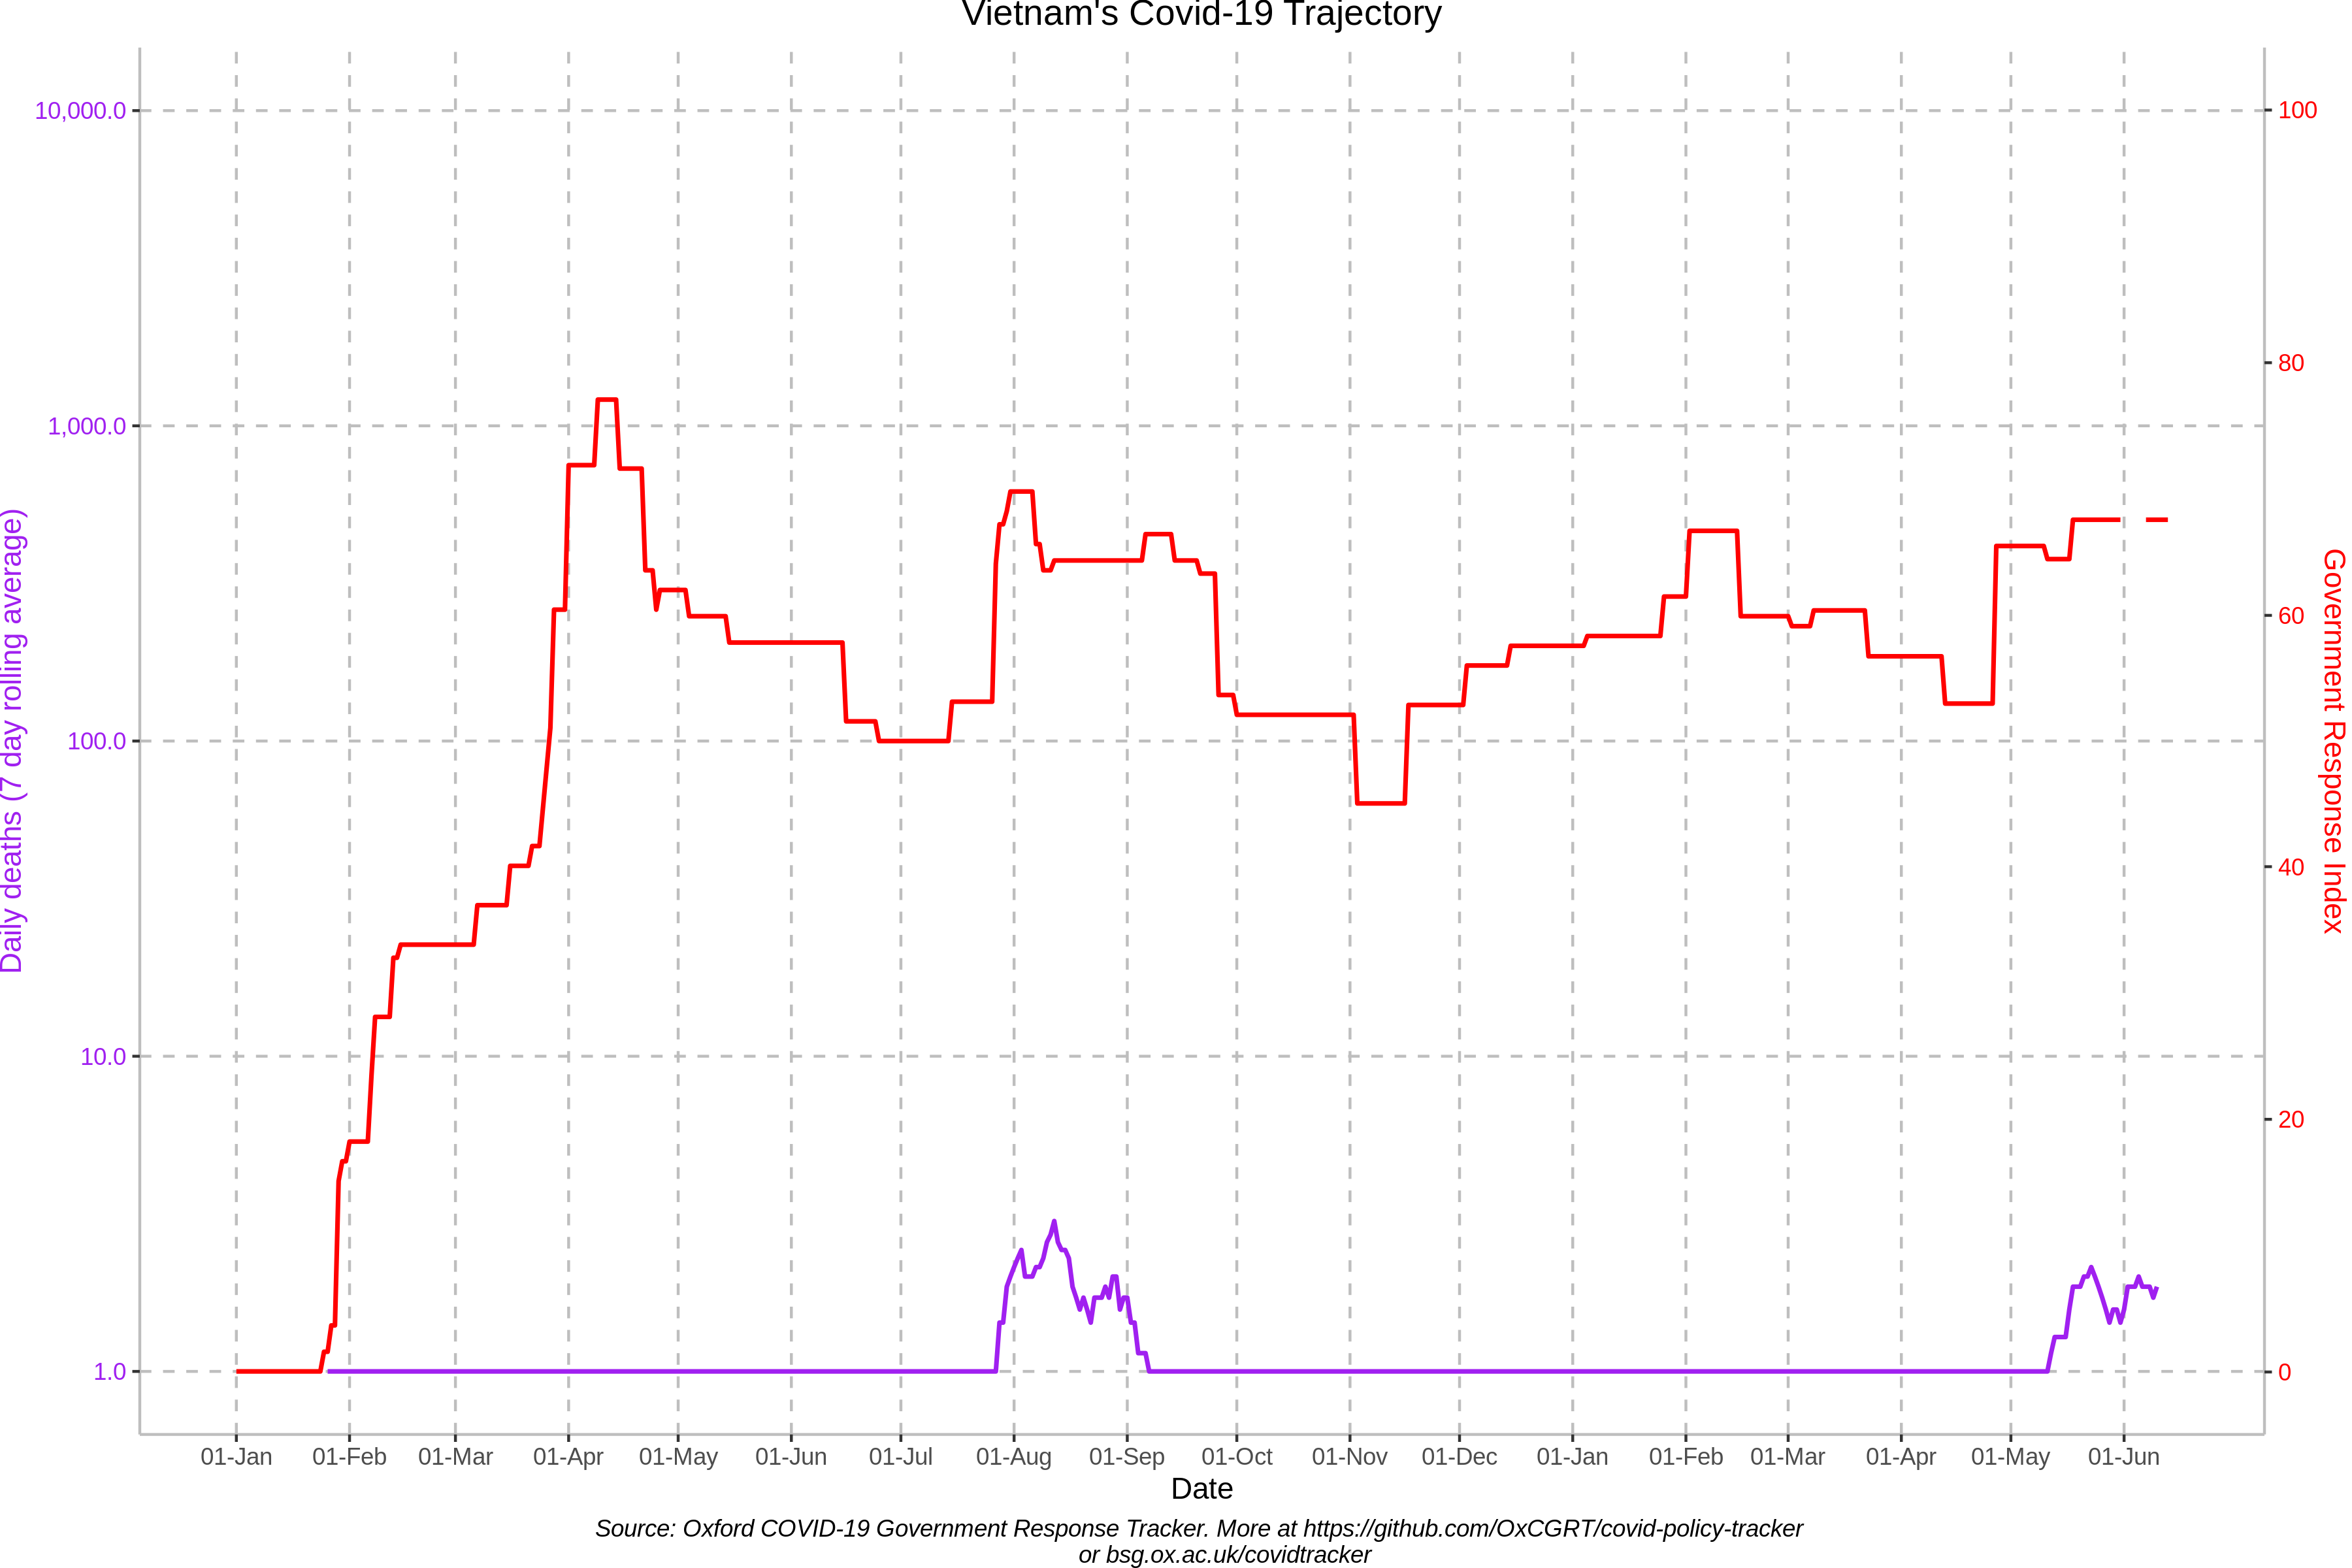 Vietnam's Covid-19 Trajectory
10,000.0
1,000.0
100.0
10.0
1.0
Daily deaths (7 day rolling average)
100
80
60
40
20
0
Government Response Index
01-Jan 01-Feb 01-Mar 01-Apr 01-May 01-Jun 01-Jul 01-Aug 01-Sep 01-Oct 01-Nov 01-Dec 01-Jan 01-Feb 01-Mar 01-Apr 01-May 01-Jun
Date
Source: Oxford COVID-19 Government Response Tracker. More at https://github.com/OxCGRT/covid-policy-tracker
or bsg.ox.ac.uk/covidtracker